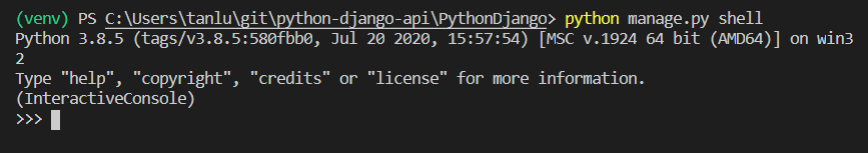 (venv) PS C:\Users\tanlu\git\python-django-api\PythonDjango> python manage.py shell
Python 3.8.5 (tags/v3.8.5:580fbb0, Jul 20 2020, 15:57:54) [MSC v.1924 64 bit (AMD64)] on win3
2
Type "help", "copyright", "credits" or "license" for more information.
(InteractiveConsole)
>>>